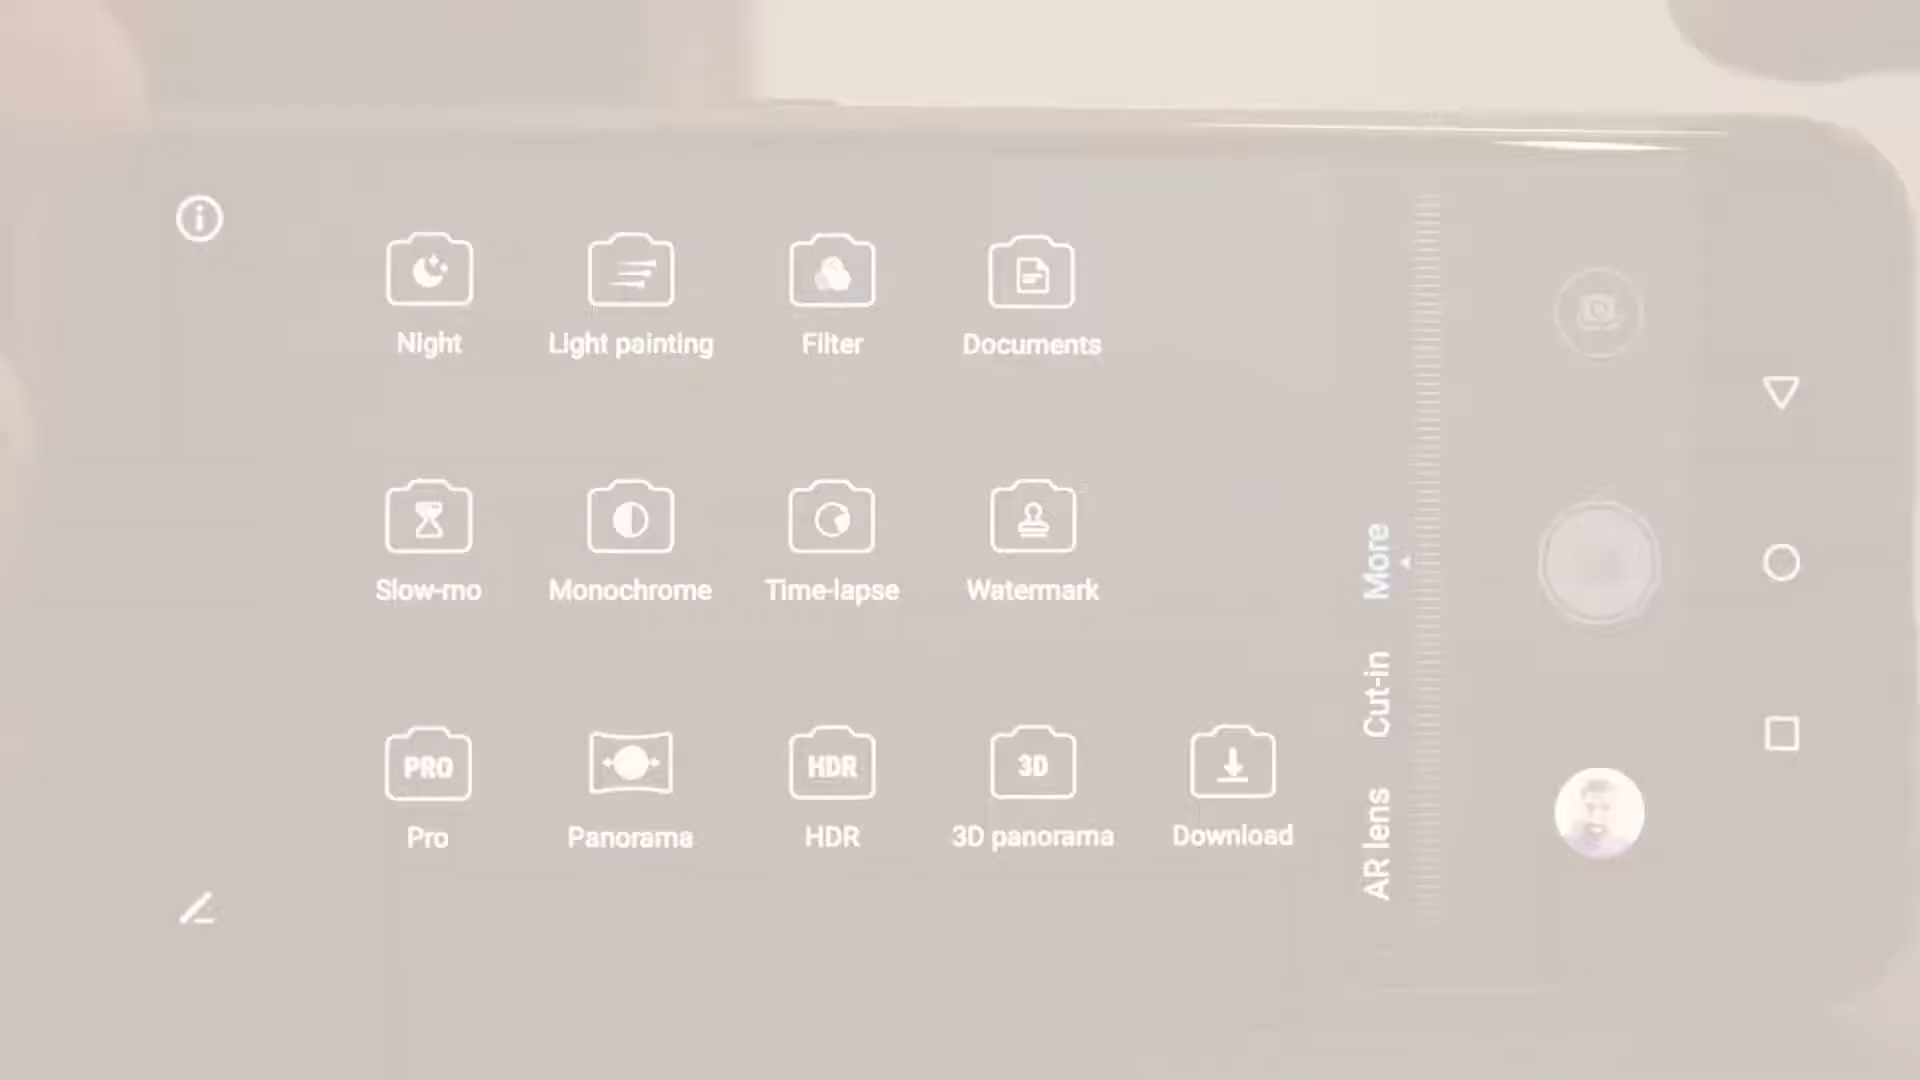 Night
Light painting
Filter
Documents
Slow-mo
Monochrome
Time-lapse
Watermark
PRO
HDR
3D
Pro
Panorama
HDR
3D panorama
Download
More
Cut-in
AR lens